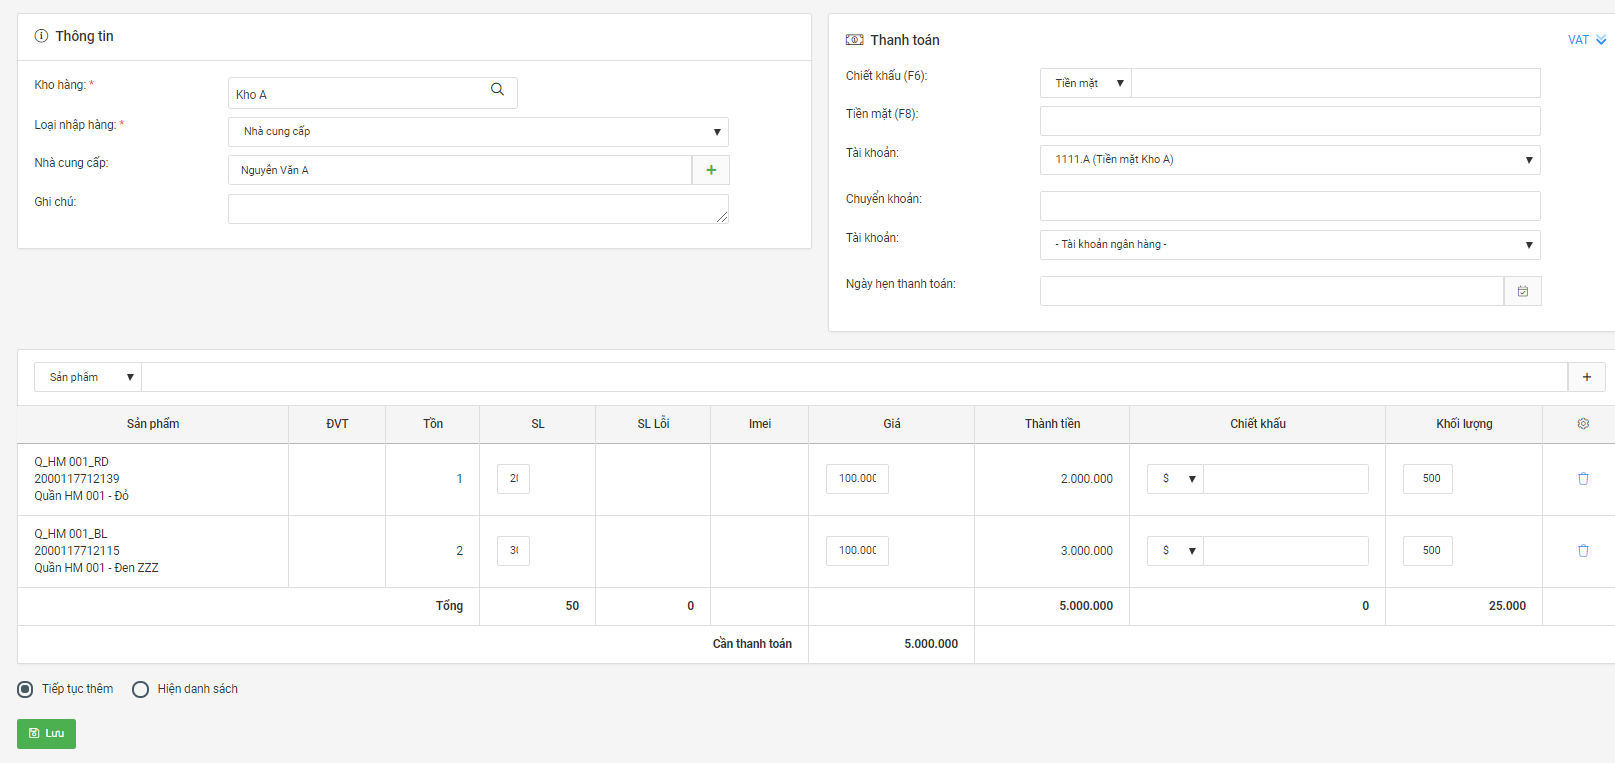 Thông tin
Kho hàng: *
Kho A
Loại nhập hàng: *
Nhà cung cấp
Nhà cung cấp:
Nguyễn Văn A
+
Ghi chú:
Thanh toán
VAT
Chiết khấu (F6):
Tiền mặt
Tiền mặt (F8):
Tài khoản:
1111.A (Tiền mặt Kho A)
Chuyển khoản:
Tài khoản:
- Tài khoản ngân hàng -
Ngày hẹn thanh toán:
Sản phẩm
+
Sản phẩm ĐVT Tồn SL SL Lỗi Imei Giá Thành tiền Chiết khấu Khối lượng
Q_HM 001_RD
2000117712139
Quần HM 001 - Đỏ
1 100.000 2.000.000 $ 500
Q_HM 001_BL
2000117712115
Quần HM 001 - Đen ZZZ
2 100.000 3.000.000 $ 500
Tổng 50 0 5.000.000 0 25.000
Cần thanh toán 5.000.000
Tiếp tục thêm Hiện danh sách
Lưu